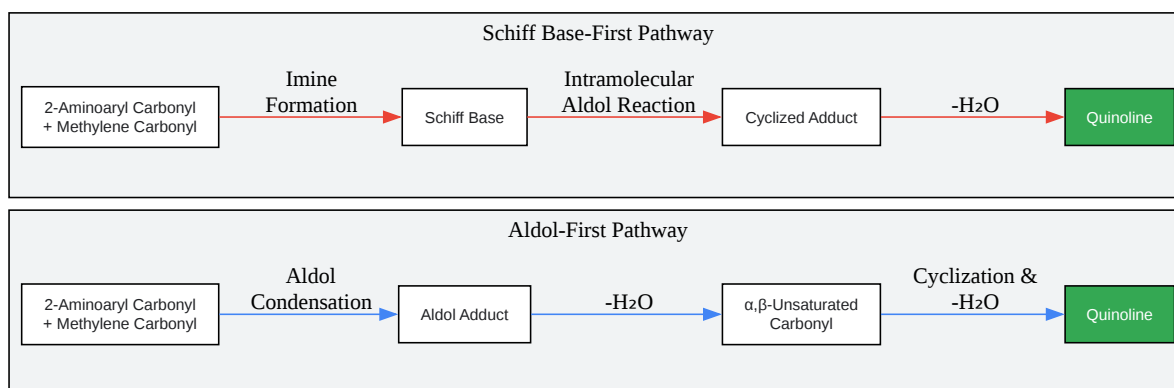 Schiff Base-First Pathway
Imine
Formation
Intramolecular
Aldol Reaction
-H₂O
2-Aminoaryl Carbonyl
+ Methylene Carbonyl
Schiff Base
Cyclized Adduct
Quinoline
Aldol-First Pathway
Aldol
Condensation
-H₂O
Cyclization &
-H₂O
2-Aminoaryl Carbonyl
+ Methylene Carbonyl
Aldol Adduct
α,β-Unsaturated
Carbonyl
Quinoline